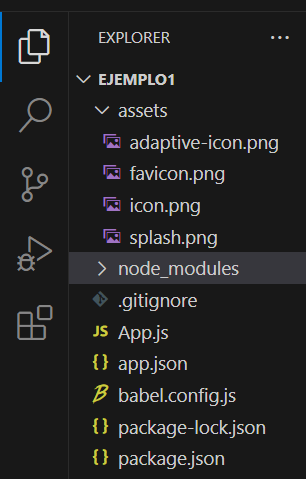 EXPLORER
EJEMPLO1
assets
adaptive-icon.png
favicon.png
icon.png
splash.png
node_modules
.gitignore
JS App.js
{} app.json
babel.config.js
{} package-lock.json
{} package.json